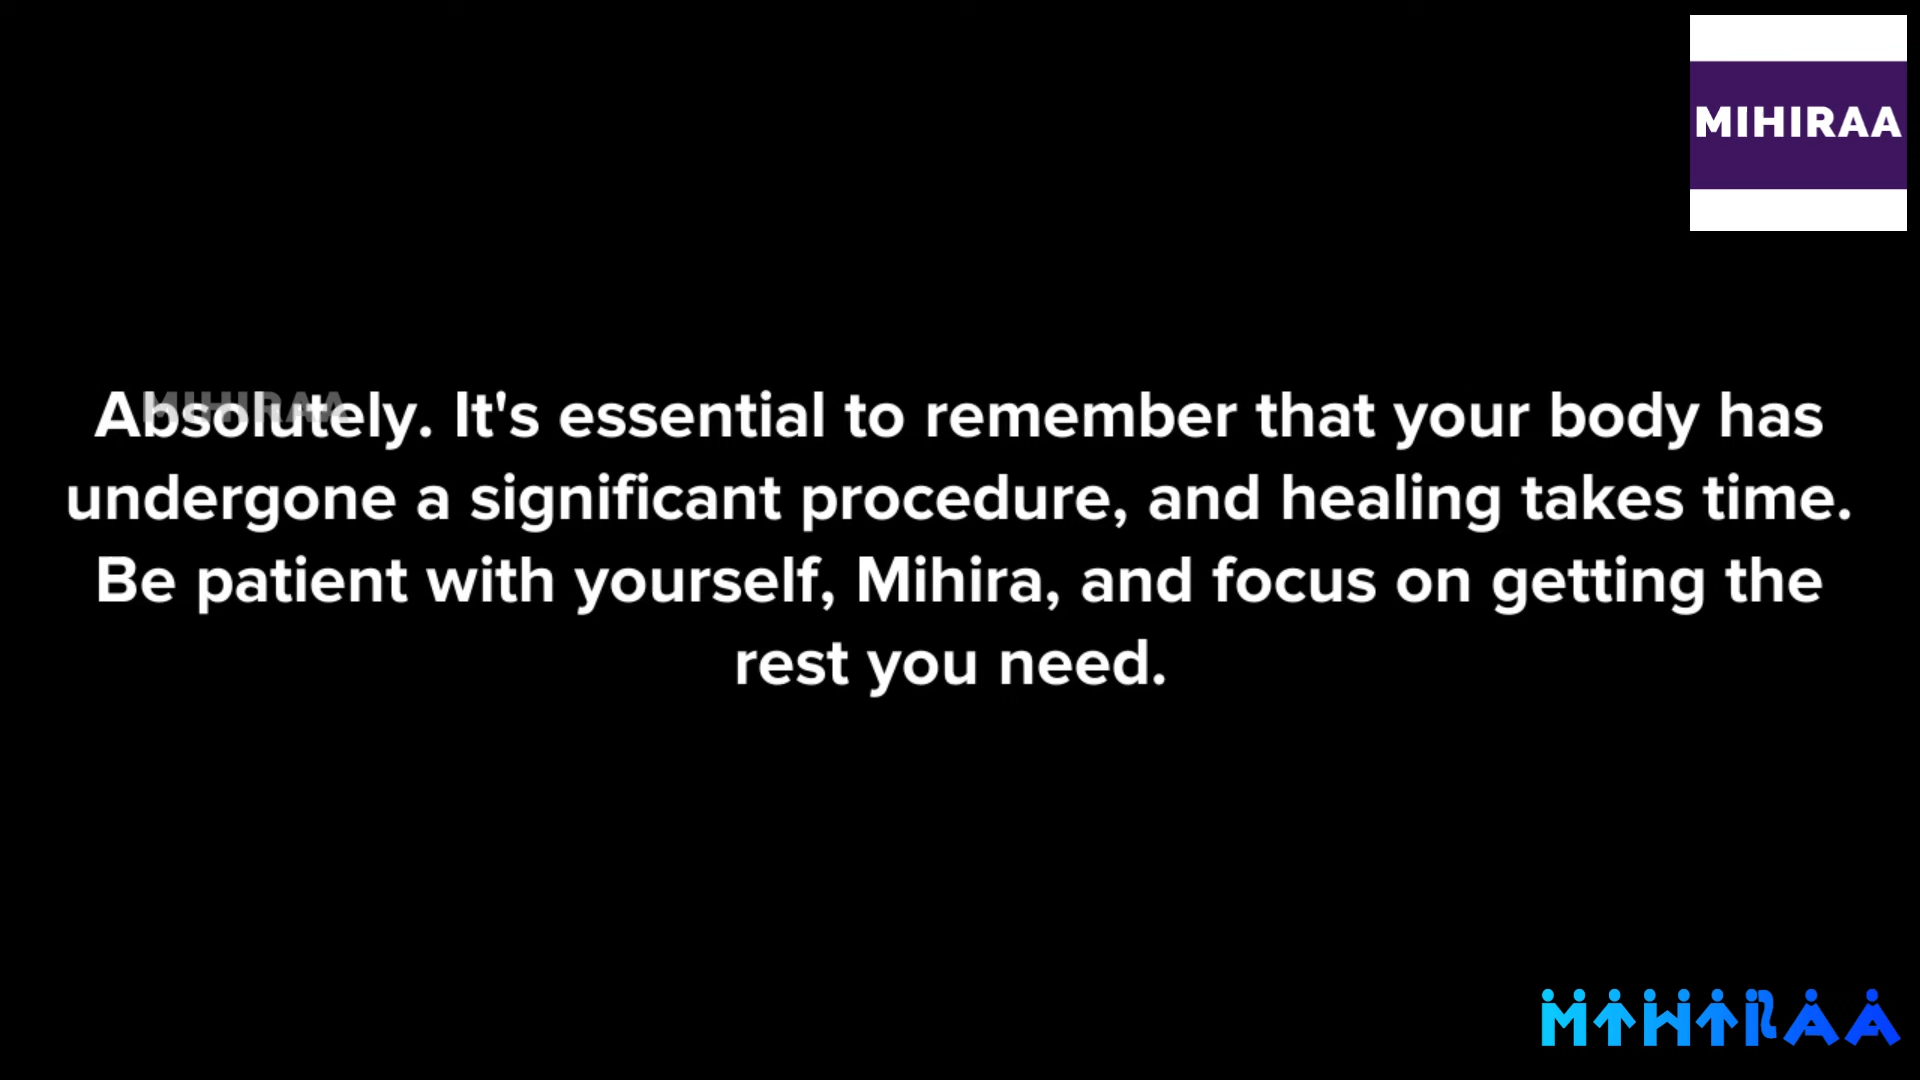 MIHIRAA
MIHIRAA
Absolutely. It's essential to remember that your body has
undergone a significant procedure, and healing takes time.
Be patient with yourself, Mihira, and focus on getting the
rest you need.
MIHIRAA